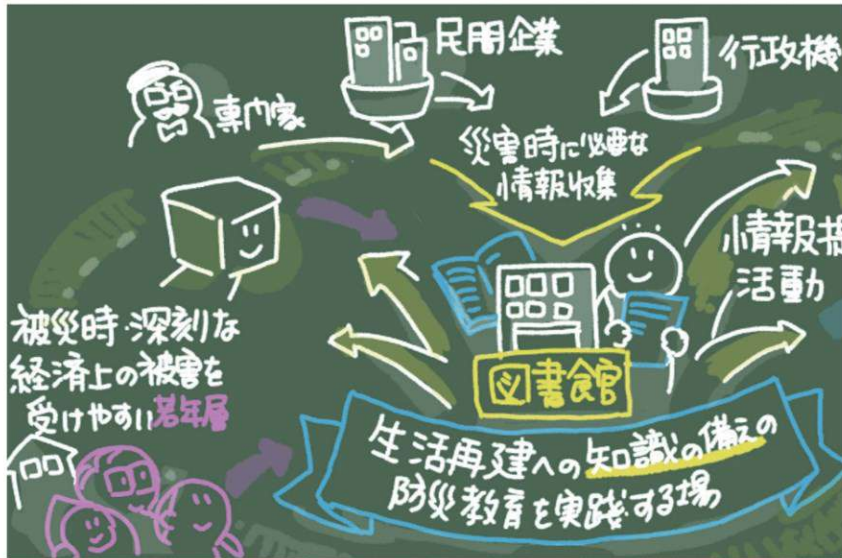 民間企業
行政機
専门家
災害時に必要な
情報収集
情報提
活動
被災時深刻な
経済上の被害を
受けやすい若年層
図書館
生活再建への知識の備えの
防災教育を実践する場